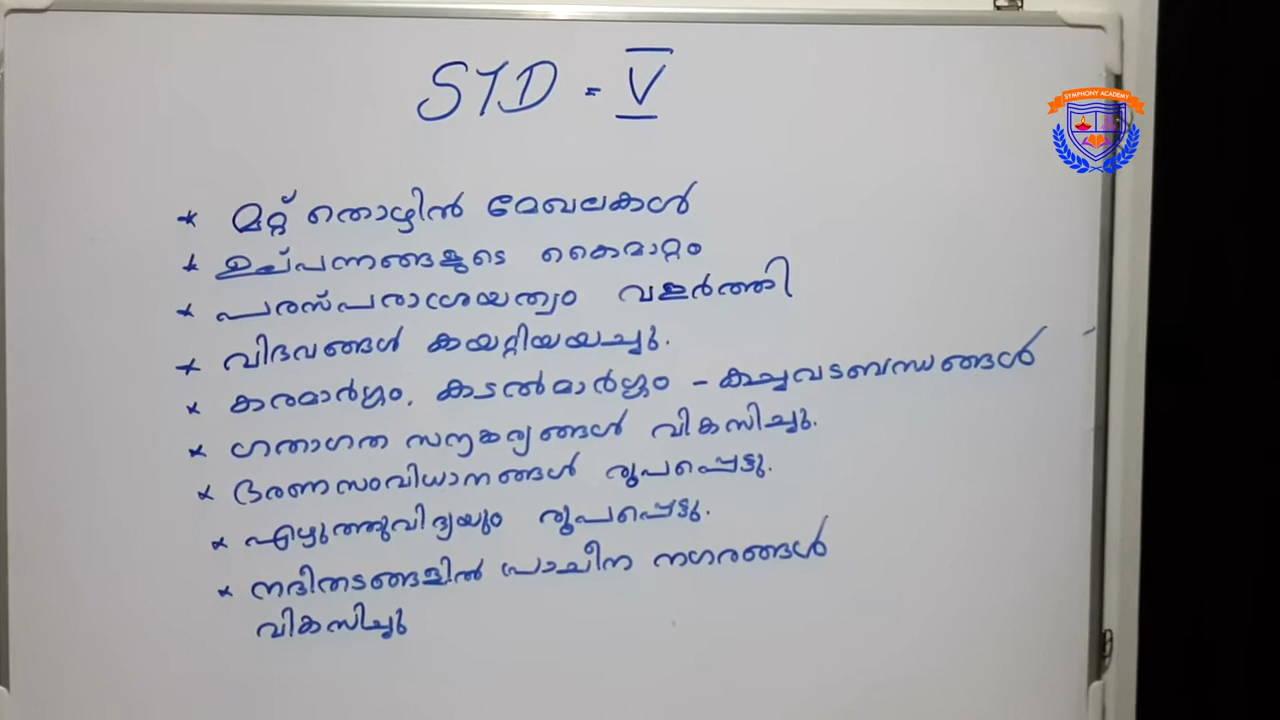 STD - V
SYMPHONY ACADEMY
* മറ്റ് തൊഴിൽ മേഖലകൾ
* ഉല്പന്നങ്ങളുടെ കൈമാറ്റം
* പരസ്പരാശ്രയത്വം വളർത്തി
* വിഭവങ്ങൾ കയറ്റിയയച്ചു.
* കരമാർഗ്ഗം, കടൽമാർഗ്ഗം - കച്ചവടബന്ധങ്ങൾ
* ഗതാഗത സൗകര്യങ്ങൾ വികസിച്ചു.
* ഭരണസംവിധാനങ്ങൾ രൂപപ്പെട്ടു.
* എഴുത്തുവിദ്യയും രൂപപ്പെട്ടു.
* നദീതടങ്ങളിൽ പ്രാചീന നഗരങ്ങൾ
വികസിച്ചു